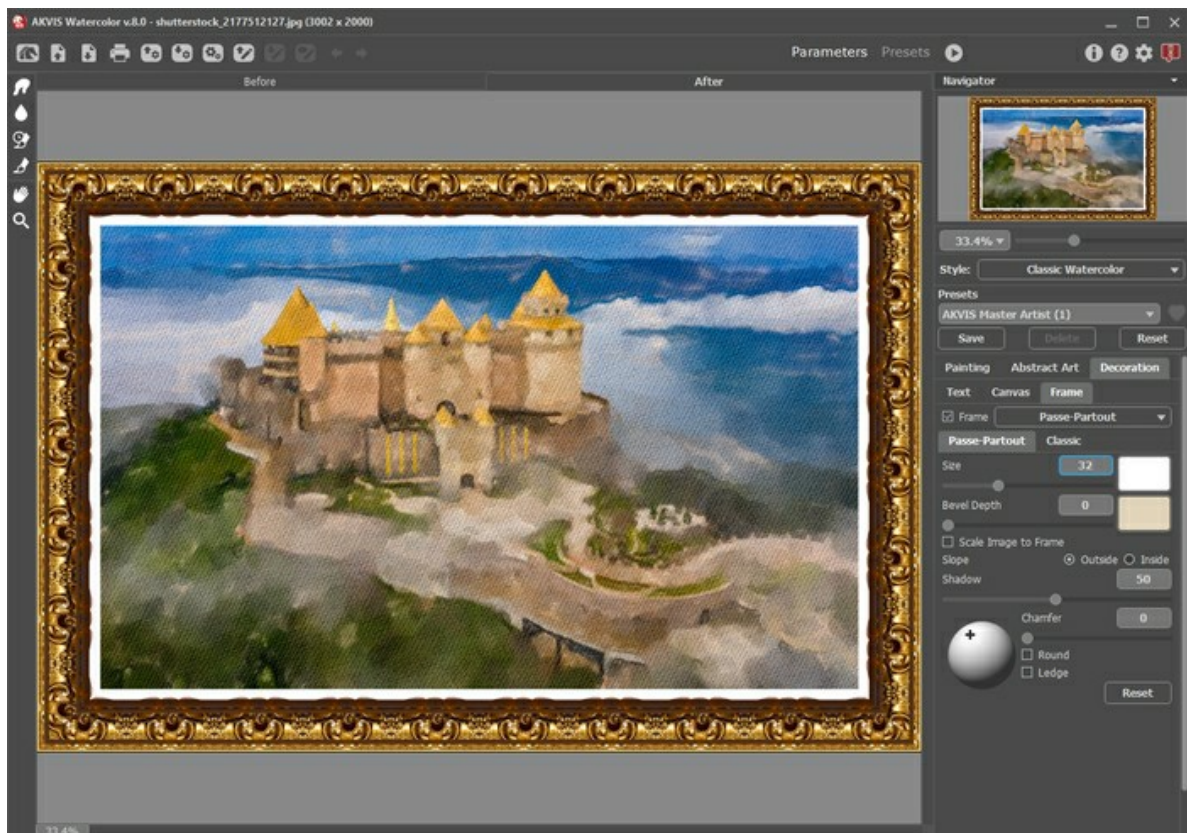 AKVIS Watercolor v.8.0 - shutterstock_2177512127.jpg (3002 x 2000)
Parameters Presets
Before After
Navigator
33.4%
Style: Classic Watercolor
Presets
AKVIS Master Artist (1)
Save Delete Reset
Painting Abstract Art Decoration
Text Canvas Frame
Frame Passe-Partout
Passe-Partout Classic
Size 32
Bevel Depth 0
Scale Image to Frame
Slope Outside Inside
Shadow 50
Chamfer 0
Round
Ledge
Reset
33.4%